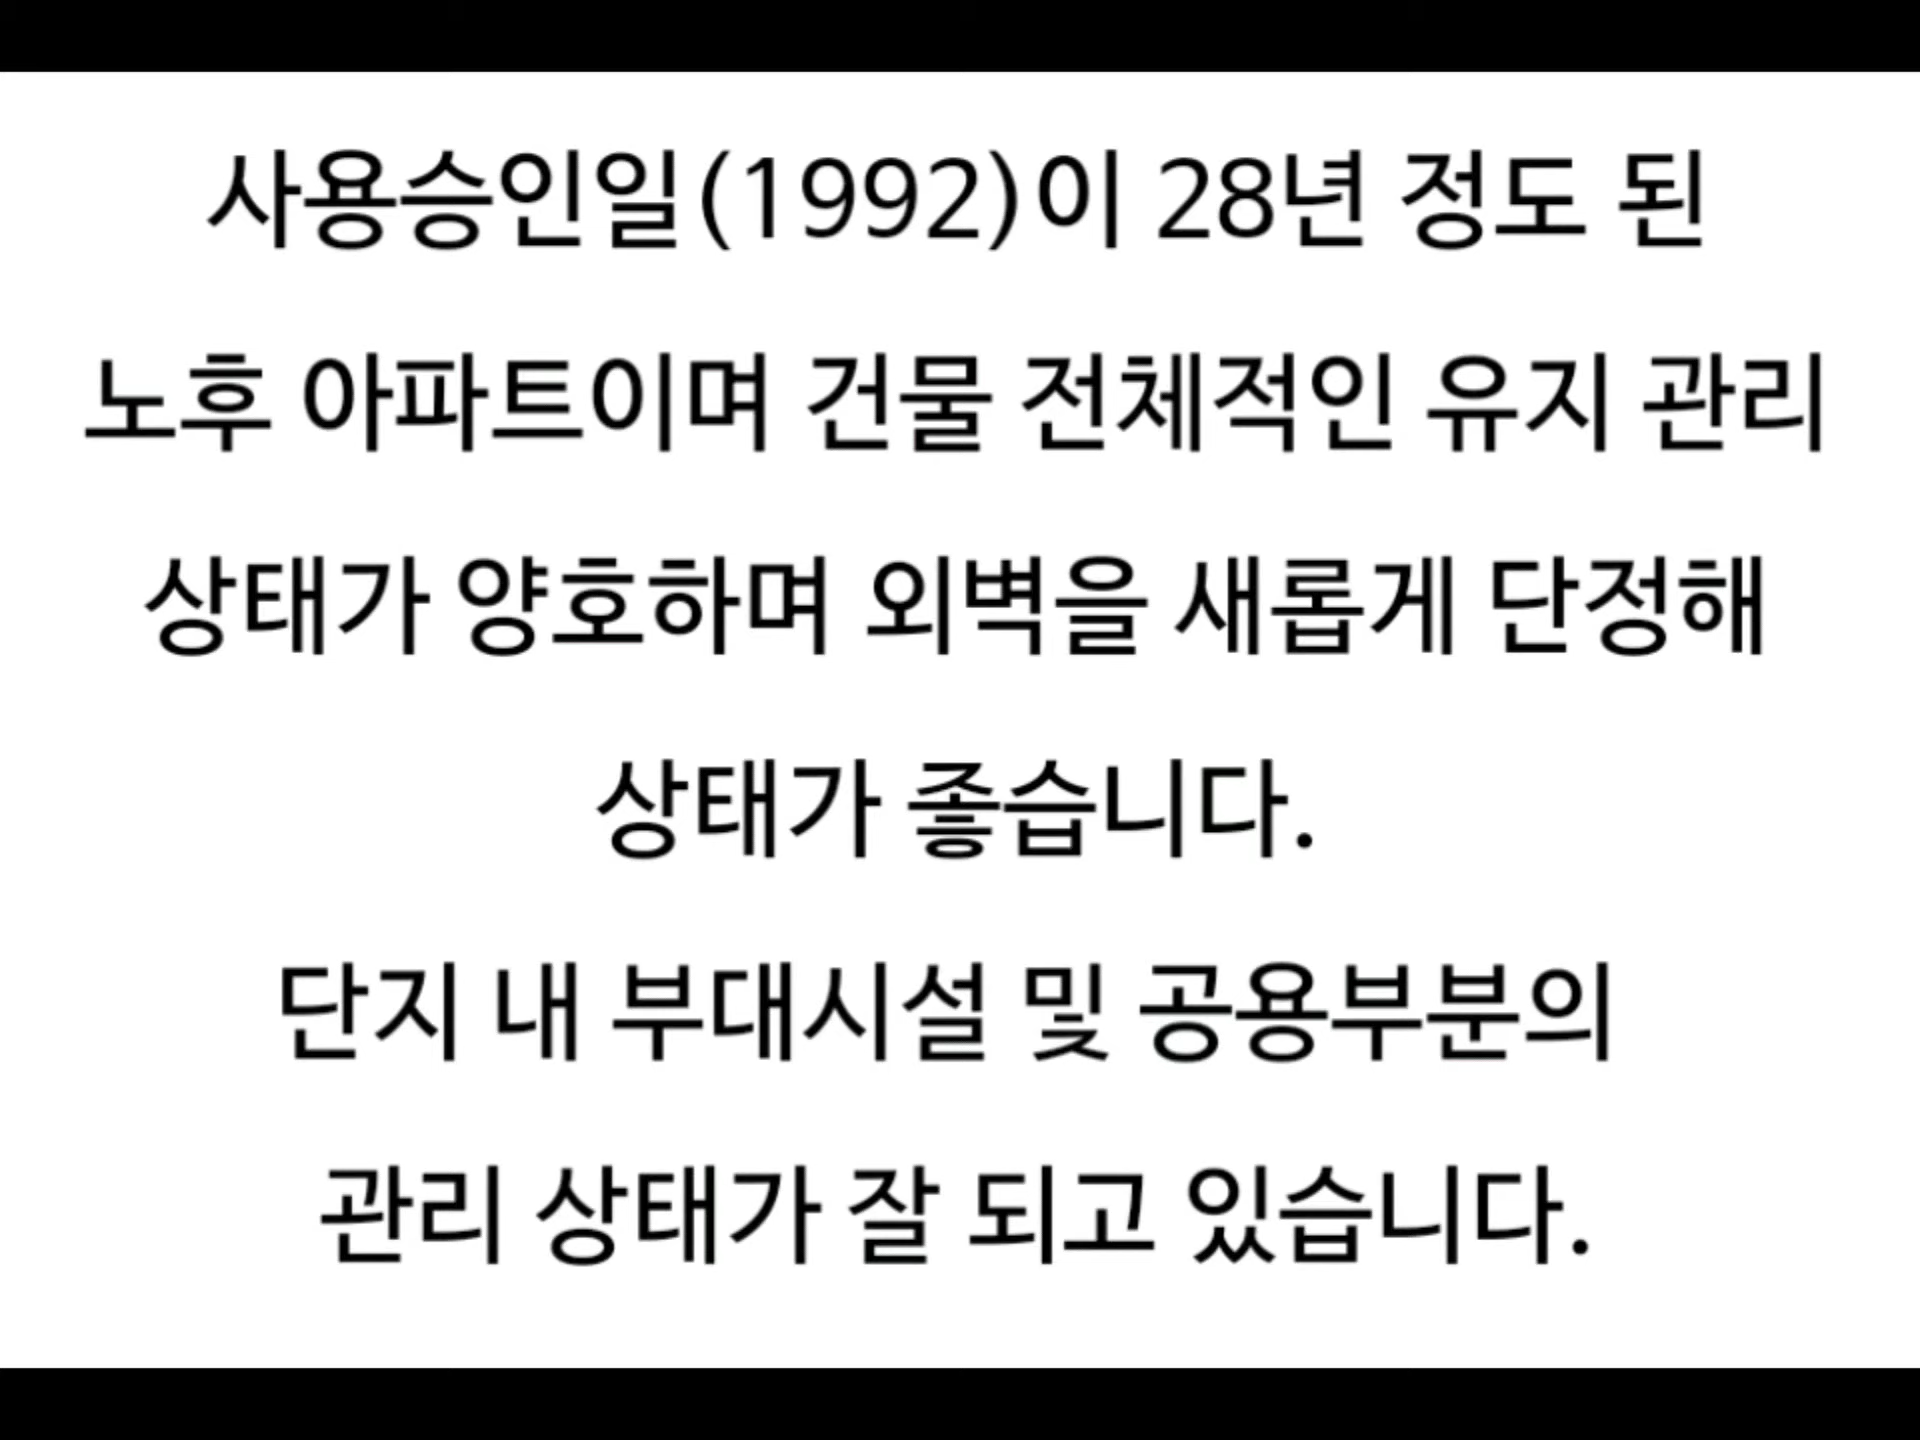 사용승인일(1992)이 28년 정도 된
노후 아파트이며 건물 전체적인 유지 관리
상태가 양호하며 외벽을 새롭게 단정해
상태가 좋습니다.
단지 내 부대시설 및 공용부분의
관리 상태가 잘 되고 있습니다.